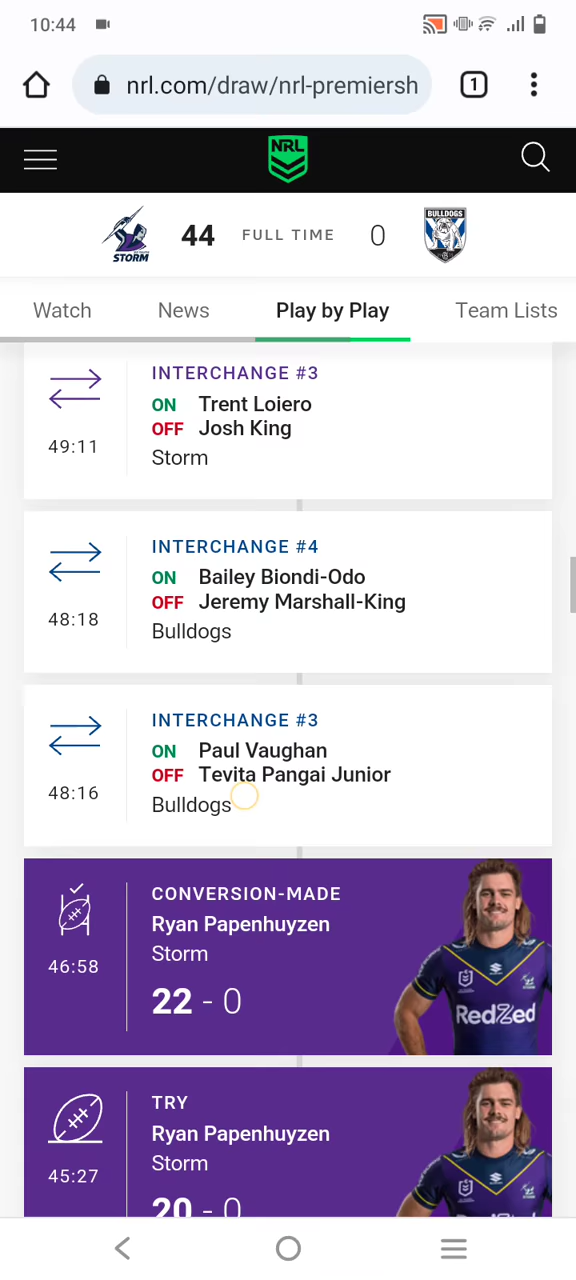 10:44
nrl.com/draw/nrl-premiersh
1
NRL
STORM
44 FULL TIME 0
BULLDOGS
Watch News Play by Play Team Lists
INTERCHANGE #3
ON Trent Loiero
OFF Josh King
49:11
Storm
INTERCHANGE #4
ON Bailey Biondi-Odo
OFF Jeremy Marshall-King
48:18
Bulldogs
INTERCHANGE #3
ON Paul Vaughan
OFF Tevita Pangai Junior
48:16
Bulldogs
CONVERSION-MADE
Ryan Papenhuyzen
46:58
Storm
22 - 0
RedZed
TRY
Ryan Papenhuyzen
45:27
Storm
20 - 0